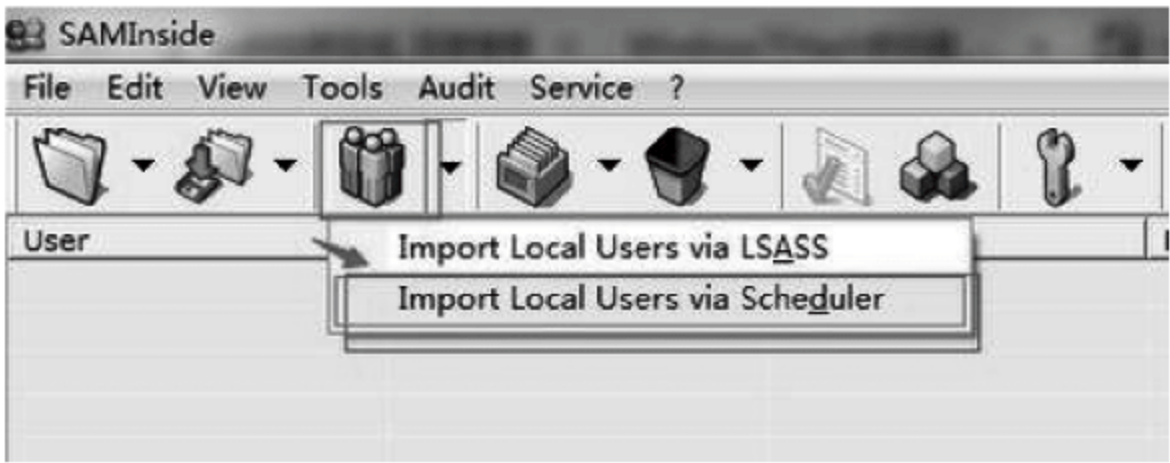 SAMInside
File Edit View Tools Audit Service ?
User
Import Local Users via LSASS
Import Local Users via Scheduler